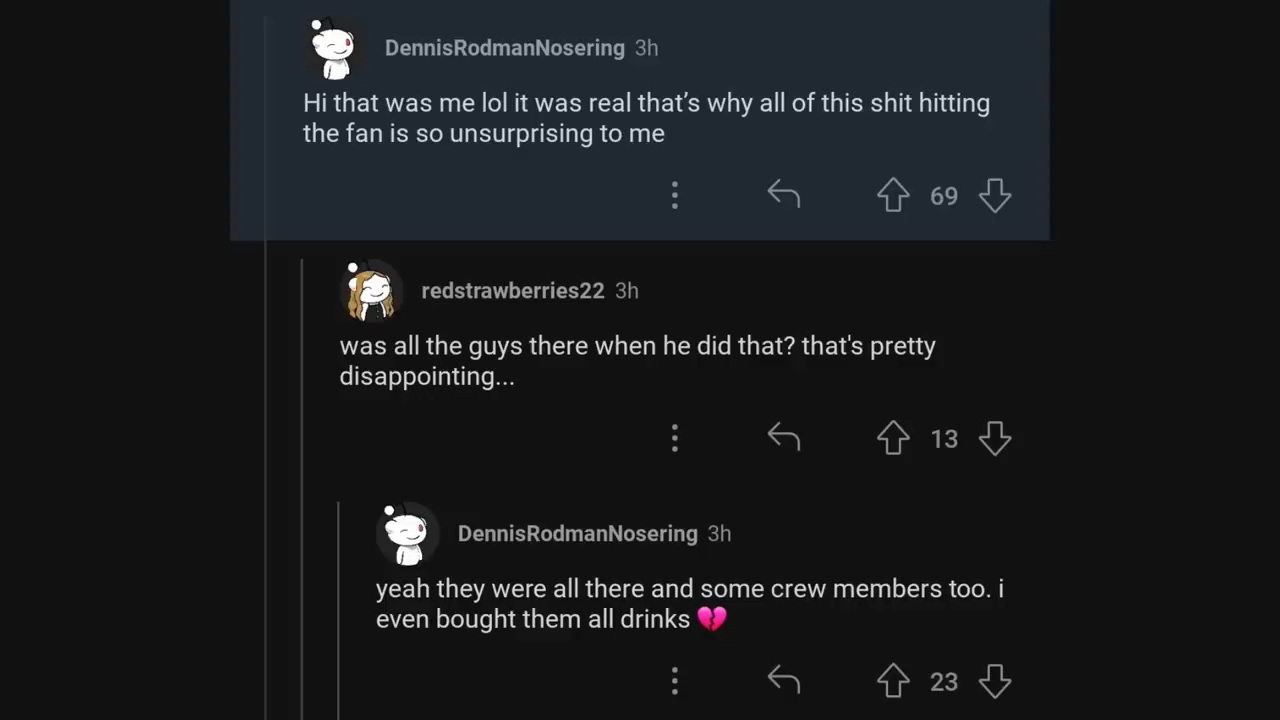 DennisRodmanNosering 3h
Hi that was me lol it was real that’s why all of this shit hitting
the fan is so unsurprising to me
69
redstrawberries22 3h
was all the guys there when he did that? that's pretty
disappointing...
13
DennisRodmanNosering 3h
yeah they were all there and some crew members too. i
even bought them all drinks 💔
23